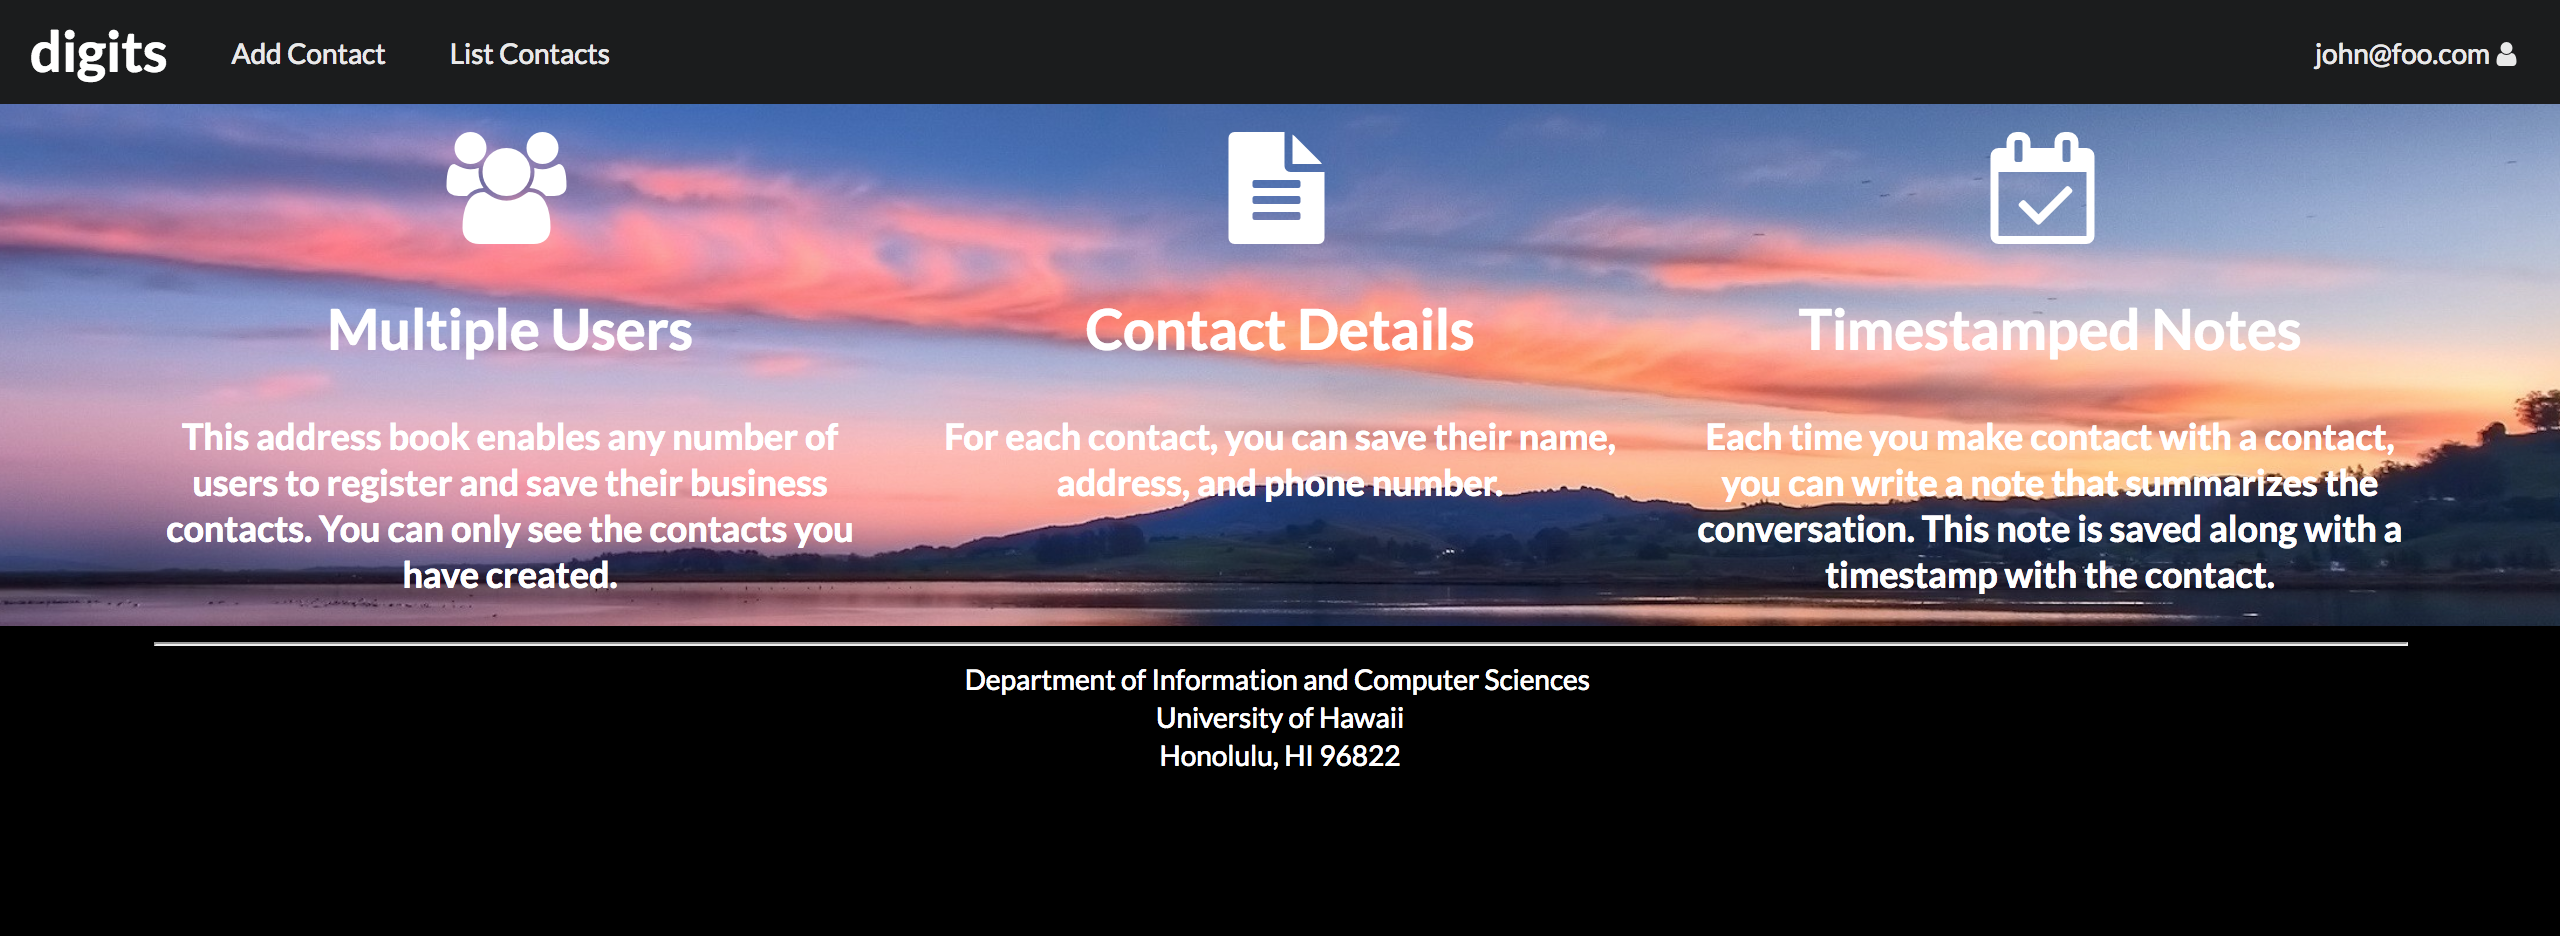 digits
Add Contact
List Contacts
john@foo.com
Multiple Users
This address book enables any number of
users to register and save their business
contacts. You can only see the contacts you
have created.
Contact Details
For each contact, you can save their name,
address, and phone number.
Timestamped Notes
Each time you make contact with a contact,
you can write a note that summarizes the
conversation. This note is saved along with a
timestamp with the contact.
Department of Information and Computer Sciences
University of Hawaii
Honolulu, HI 96822